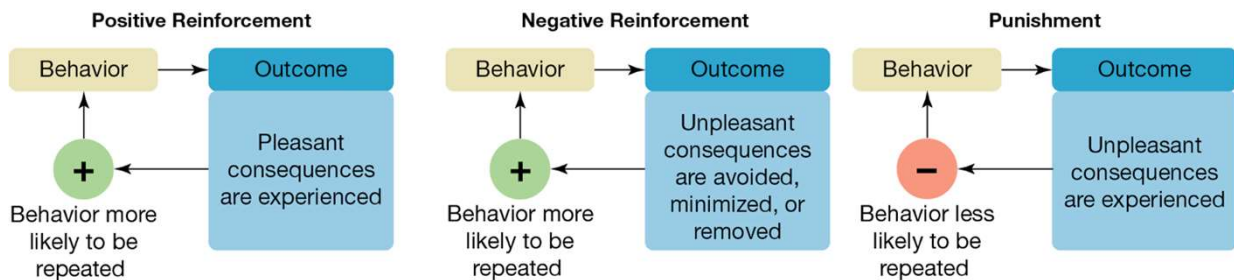 Positive Reinforcement
Behavior
Outcome
Pleasant
consequences
are experienced
+
Behavior more
likely to be
repeated
Negative Reinforcement
Behavior
Outcome
Unpleasant
consequences
are avoided,
minimized, or
removed
+
Behavior more
likely to be
repeated
Punishment
Behavior
Outcome
Unpleasant
consequences
are experienced
−
Behavior less
likely to be
repeated